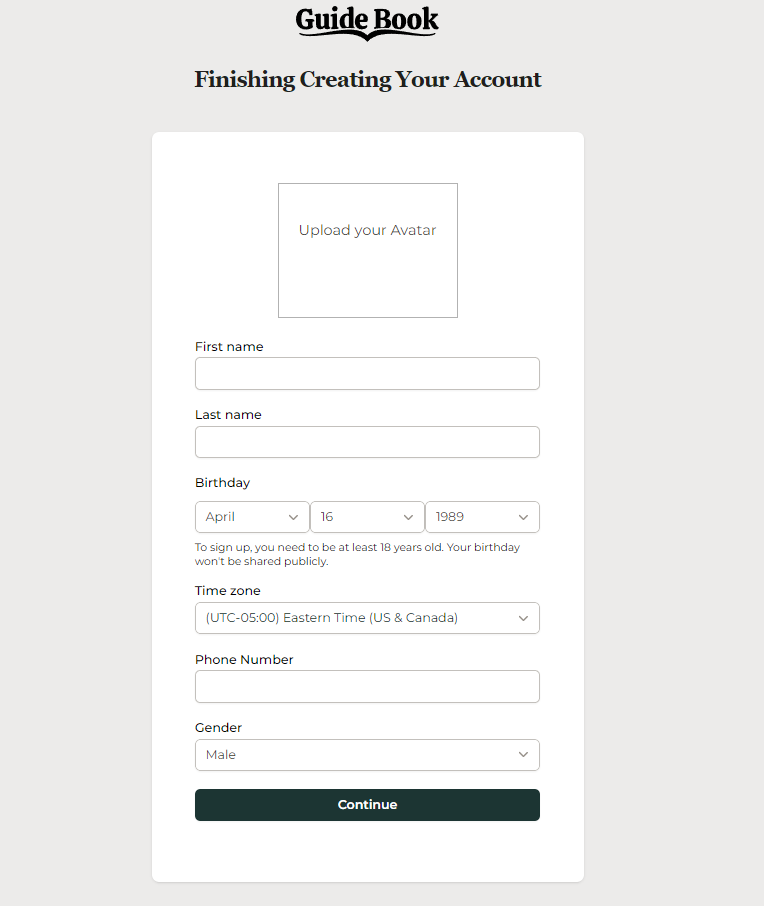 Guide Book
Finishing Creating Your Account
Upload your Avatar
First name
Last name
Birthday
April 16 1989
To sign up, you need to be at least 18 years old. Your birthday
won't be shared publicly.
Time zone
(UTC-05:00) Eastern Time (US & Canada)
Phone Number
Gender
Male
Continue